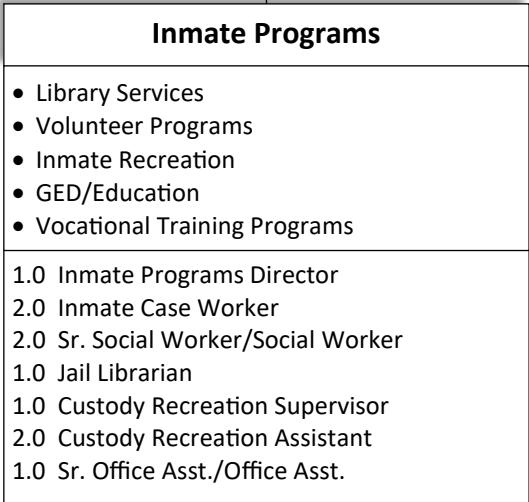 Inmate Programs
• Library Services
• Volunteer Programs
• Inmate Recreation
• GED/Education
• Vocational Training Programs
1.0 Inmate Programs Director
2.0 Inmate Case Worker
2.0 Sr. Social Worker/Social Worker
1.0 Jail Librarian
1.0 Custody Recreation Supervisor
2.0 Custody Recreation Assistant
1.0 Sr. Office Asst./Office Asst.